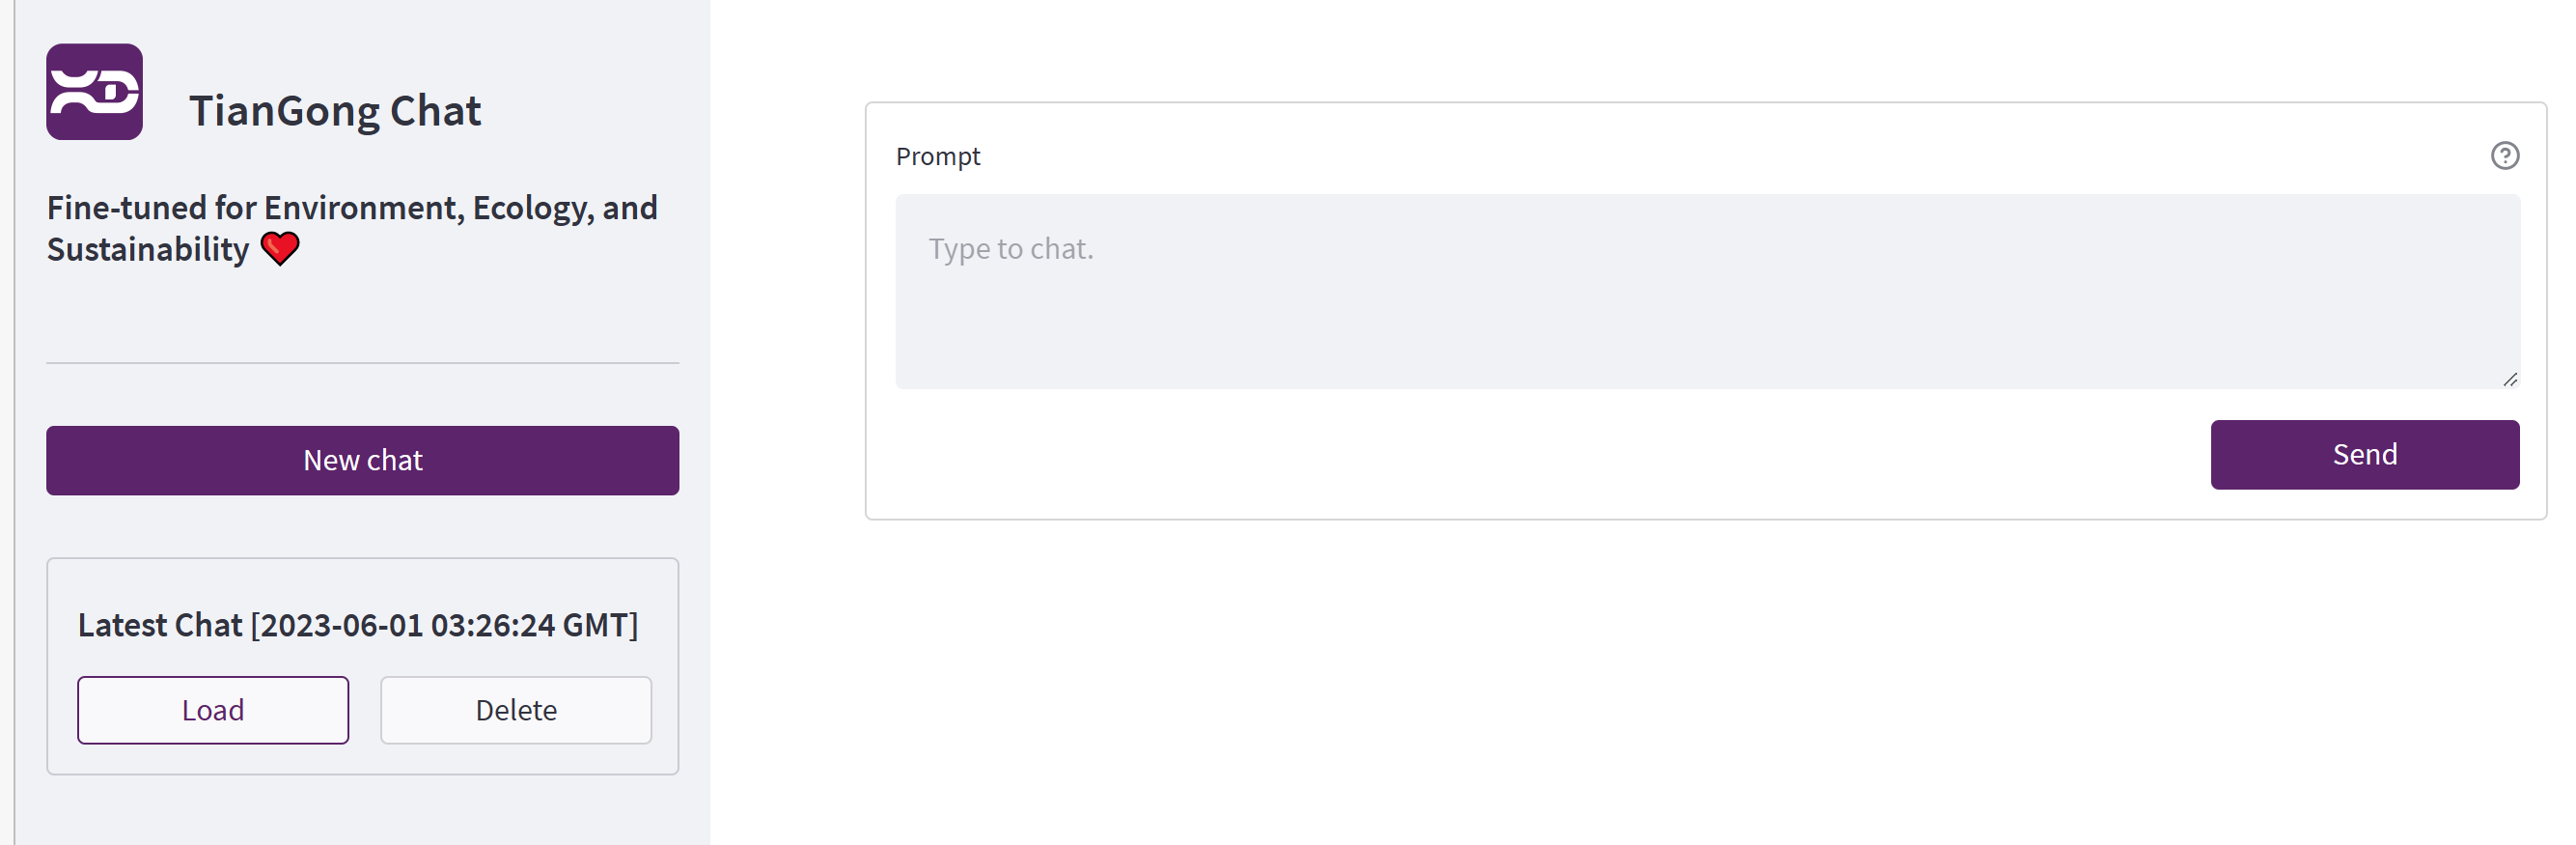 TianGong Chat
Fine-tuned for Environment, Ecology, and
Sustainability ❤️
New chat
Latest Chat [2023-06-01 03:26:24 GMT]
Load
Delete
Prompt
Type to chat.
Send